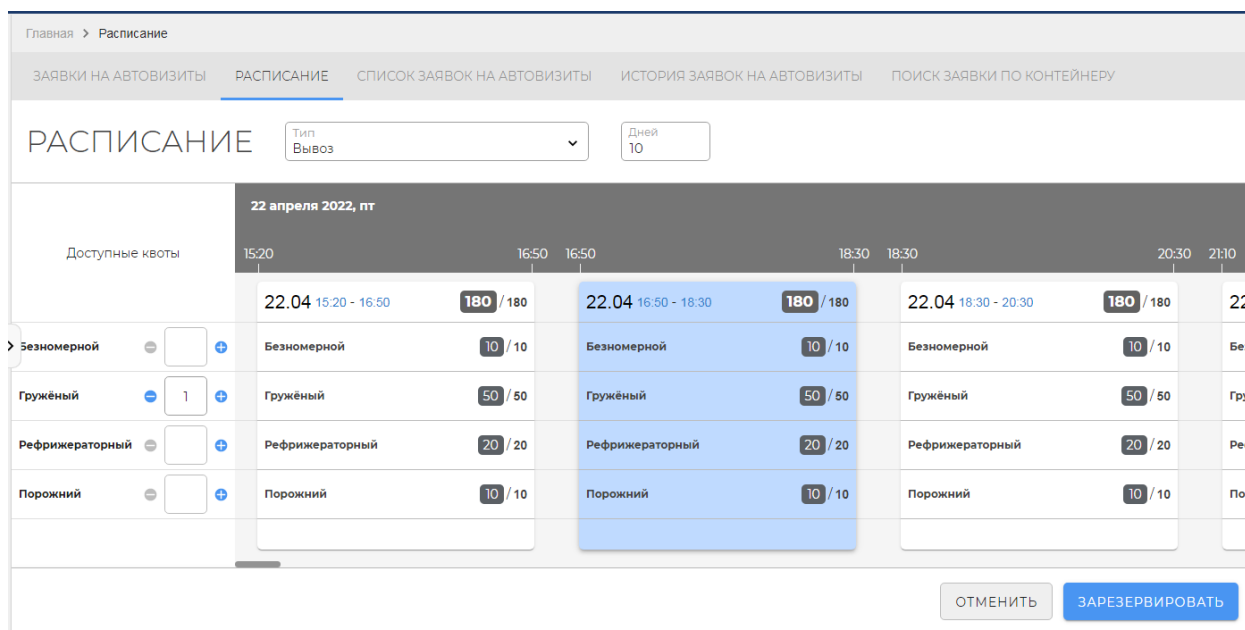 Главная > Расписание
ЗАЯВКИ НА АВТОВИЗИТЫ РАСПИСАНИЕ СПИСОК ЗАЯВОК НА АВТОВИЗИТЫ ИСТОРИЯ ЗАЯВОК НА АВТОВИЗИТЫ ПОИСК ЗАЯВКИ ПО КОНТЕЙНЕРУ
РАСПИСАНИЕ
Тип
Вывоз
Дней
10
22 апреля 2022, пт
Доступные квоты
15:20 16:50 16:50 18:30 18:30 20:30 21:10
22.04 15:20 - 16:50 180 / 180 22.04 16:50 - 18:30 180 / 180 22.04 18:30 - 20:30 180 / 180 22
Безномерной Безномерной 10 / 10 Безномерной 10 / 10 Безномерной 10 / 10 Бе
Гружёный 1 Гружёный 50 / 50 Гружёный 50 / 50 Гружёный 50 / 50 Гру
Рефрижераторный Рефрижераторный 20 / 20 Рефрижераторный 20 / 20 Рефрижераторный 20 / 20 Ре
Порожний Порожний 10 / 10 Порожний 10 / 10 Порожний 10 / 10 По
ОТМЕНИТЬ ЗАРЕЗЕРВИРОВАТЬ